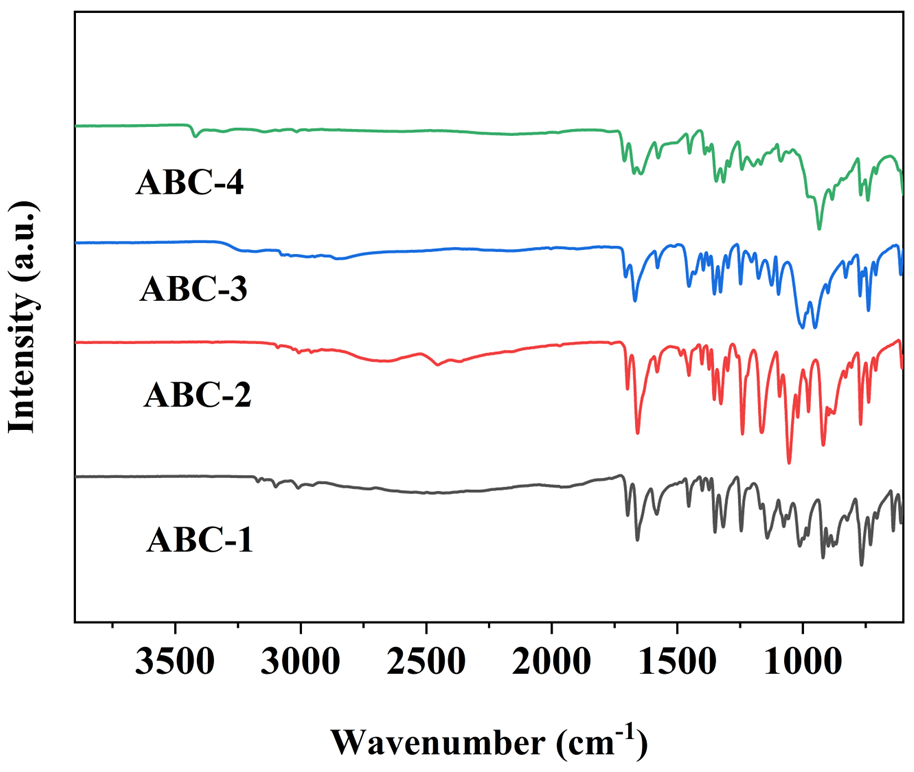 ABC-4
ABC-3
ABC-2
ABC-1
Intensity (a.u.)
3500 3000 2500 2000 1500 1000
Wavenumber (cm⁻¹)